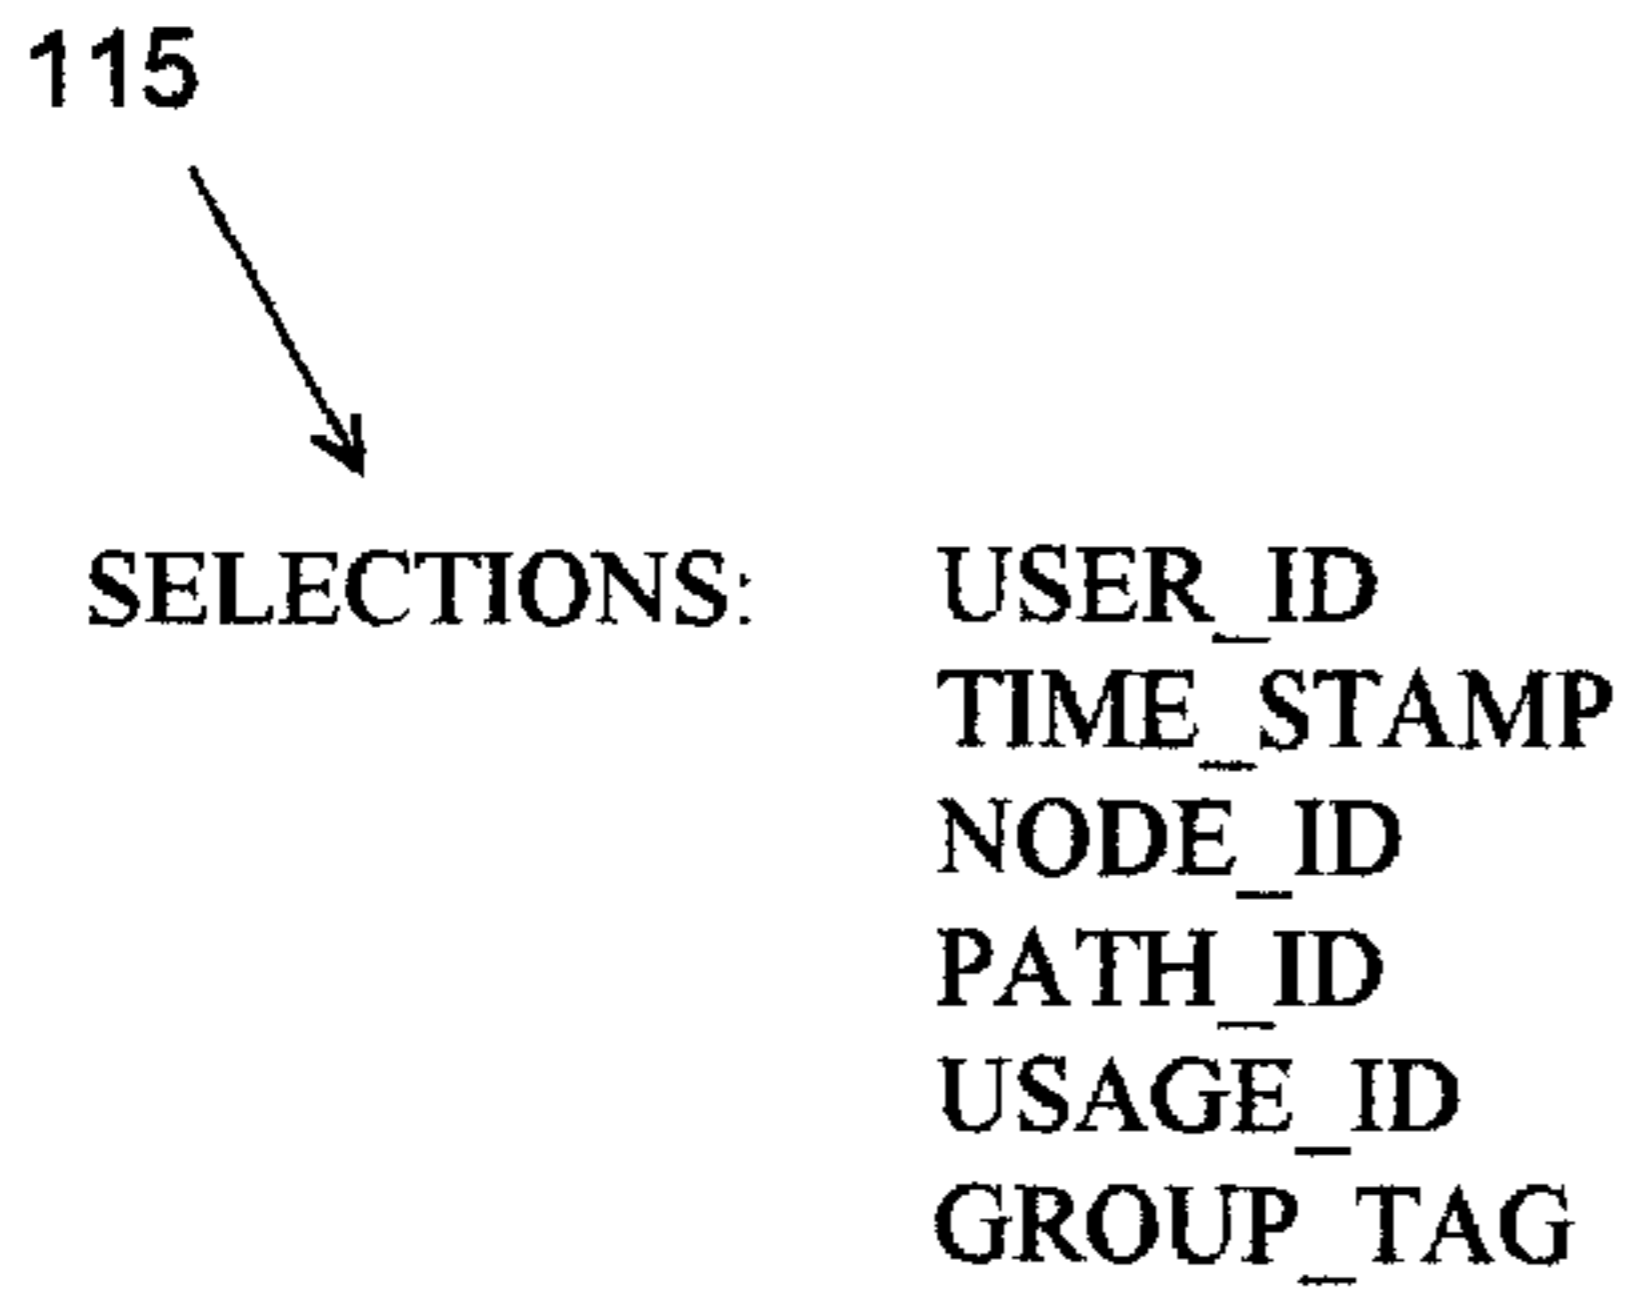 115
SELECTIONS: USER_ID
TIME_STAMP
NODE_ID
PATH_ID
USAGE_ID
GROUP_TAG